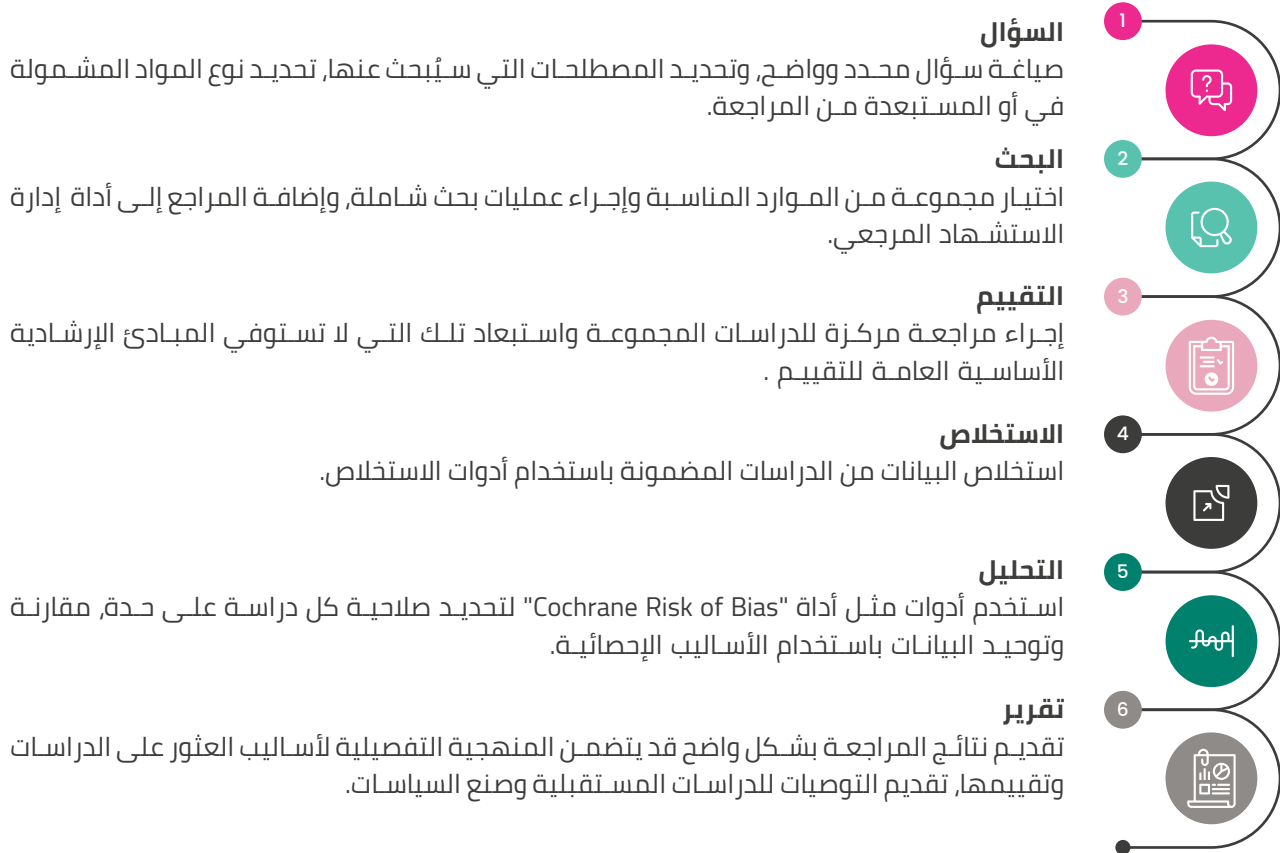 1
السؤال
صياغة سؤال محدد وواضح، وتحديد المصطلحات التي سيُبحث عنها، تحديد نوع المواد المشمولة
في أو المستبعدة من المراجعة.
2
البحث
اختيار مجموعة من الموارد المناسبة وإجراء عمليات بحث شاملة، وإضافة المراجع إلى أداة إدارة
الاستشهاد المرجعي.
3
التقييم
إجراء مراجعة مركزة للدراسات المجموعة واستبعاد تلك التي لا تستوفي المبادئ الإرشادية
الأساسية العامة للتقييم .
4
الاستخلاص
استخلاص البيانات من الدراسات المضمونة باستخدام أدوات الاستخلاص.
5
التحليل
استخدم أدوات مثل أداة "Cochrane Risk of Bias" لتحديد صلاحية كل دراسة على حدة، مقارنة
وتوحيد البيانات باستخدام الأساليب الإحصائية.
6
تقرير
تقديم نتائج المراجعة بشكل واضح قد يتضمن المنهجية التفصيلية لأساليب العثور على الدراسات
وتقييمها، تقديم التوصيات للدراسات المستقبلية وصنع السياسات.